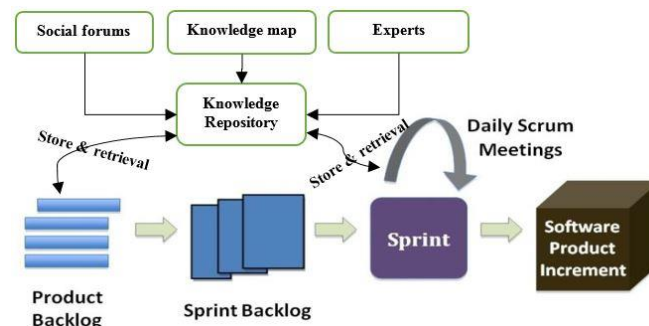 Social forums
Knowledge map
Experts
Knowledge
Repository
Store & retrieval
Store & retrieval
Daily Scrum
Meetings
Sprint
Software
Product
Increment
Product
Backlog
Sprint Backlog